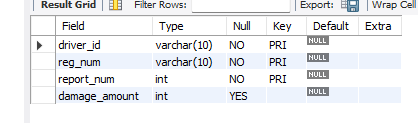 Result Grid Filter Rows: Export: Wrap Cell
Field Type Null Key Default Extra
driver_id varchar(10) NO PRI NULL
reg_num varchar(10) NO PRI NULL
report_num int NO PRI NULL
damage_amount int YES NULL